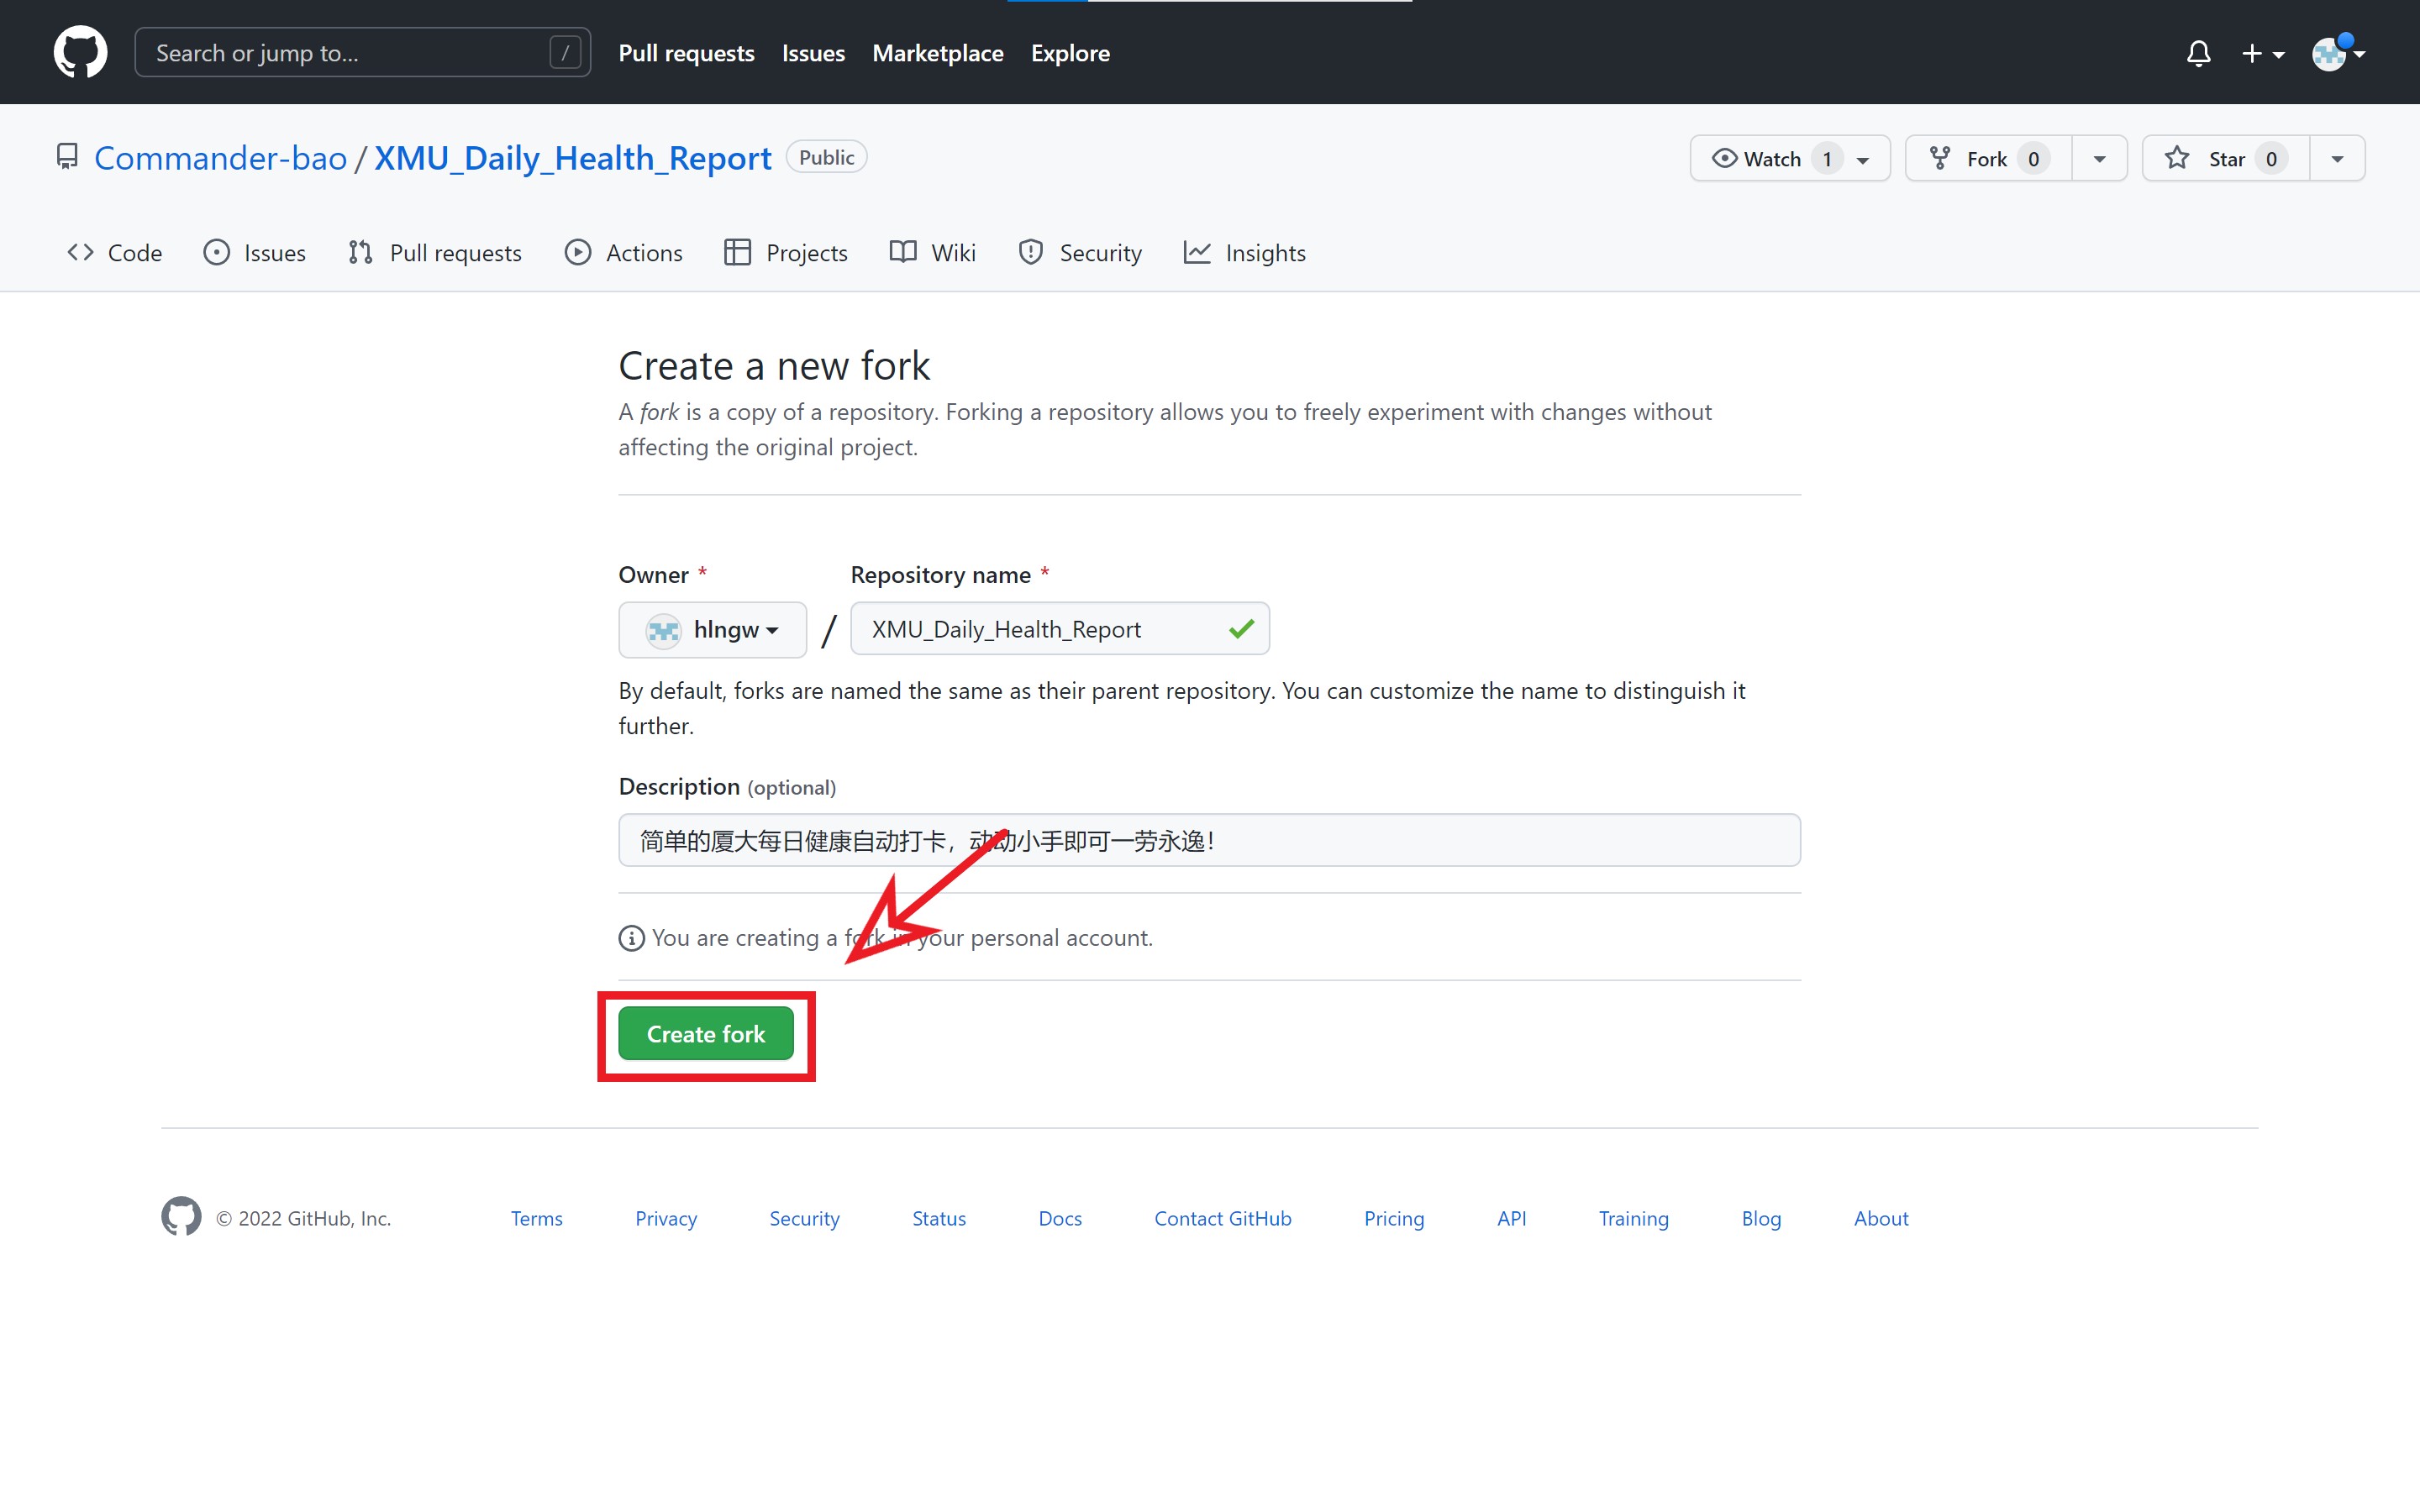 Search or jump to...
/
Pull requests
Issues
Marketplace
Explore
Commander-bao / XMU_Daily_Health_Report
Public
Watch 1
Fork 0
Star 0
Code
Issues
Pull requests
Actions
Projects
Wiki
Security
Insights
Create a new fork
A fork is a copy of a repository. Forking a repository allows you to freely experiment with changes without
affecting the original project.
Owner *
Repository name *
hlngw
/
XMU_Daily_Health_Report
By default, forks are named the same as their parent repository. You can customize the name to distinguish it
further.
Description (optional)
简单的厦大每日健康自动打卡，动动小手即可一劳永逸！
You are creating a fork in your personal account.
Create fork
© 2022 GitHub, Inc.
Terms
Privacy
Security
Status
Docs
Contact GitHub
Pricing
API
Training
Blog
About